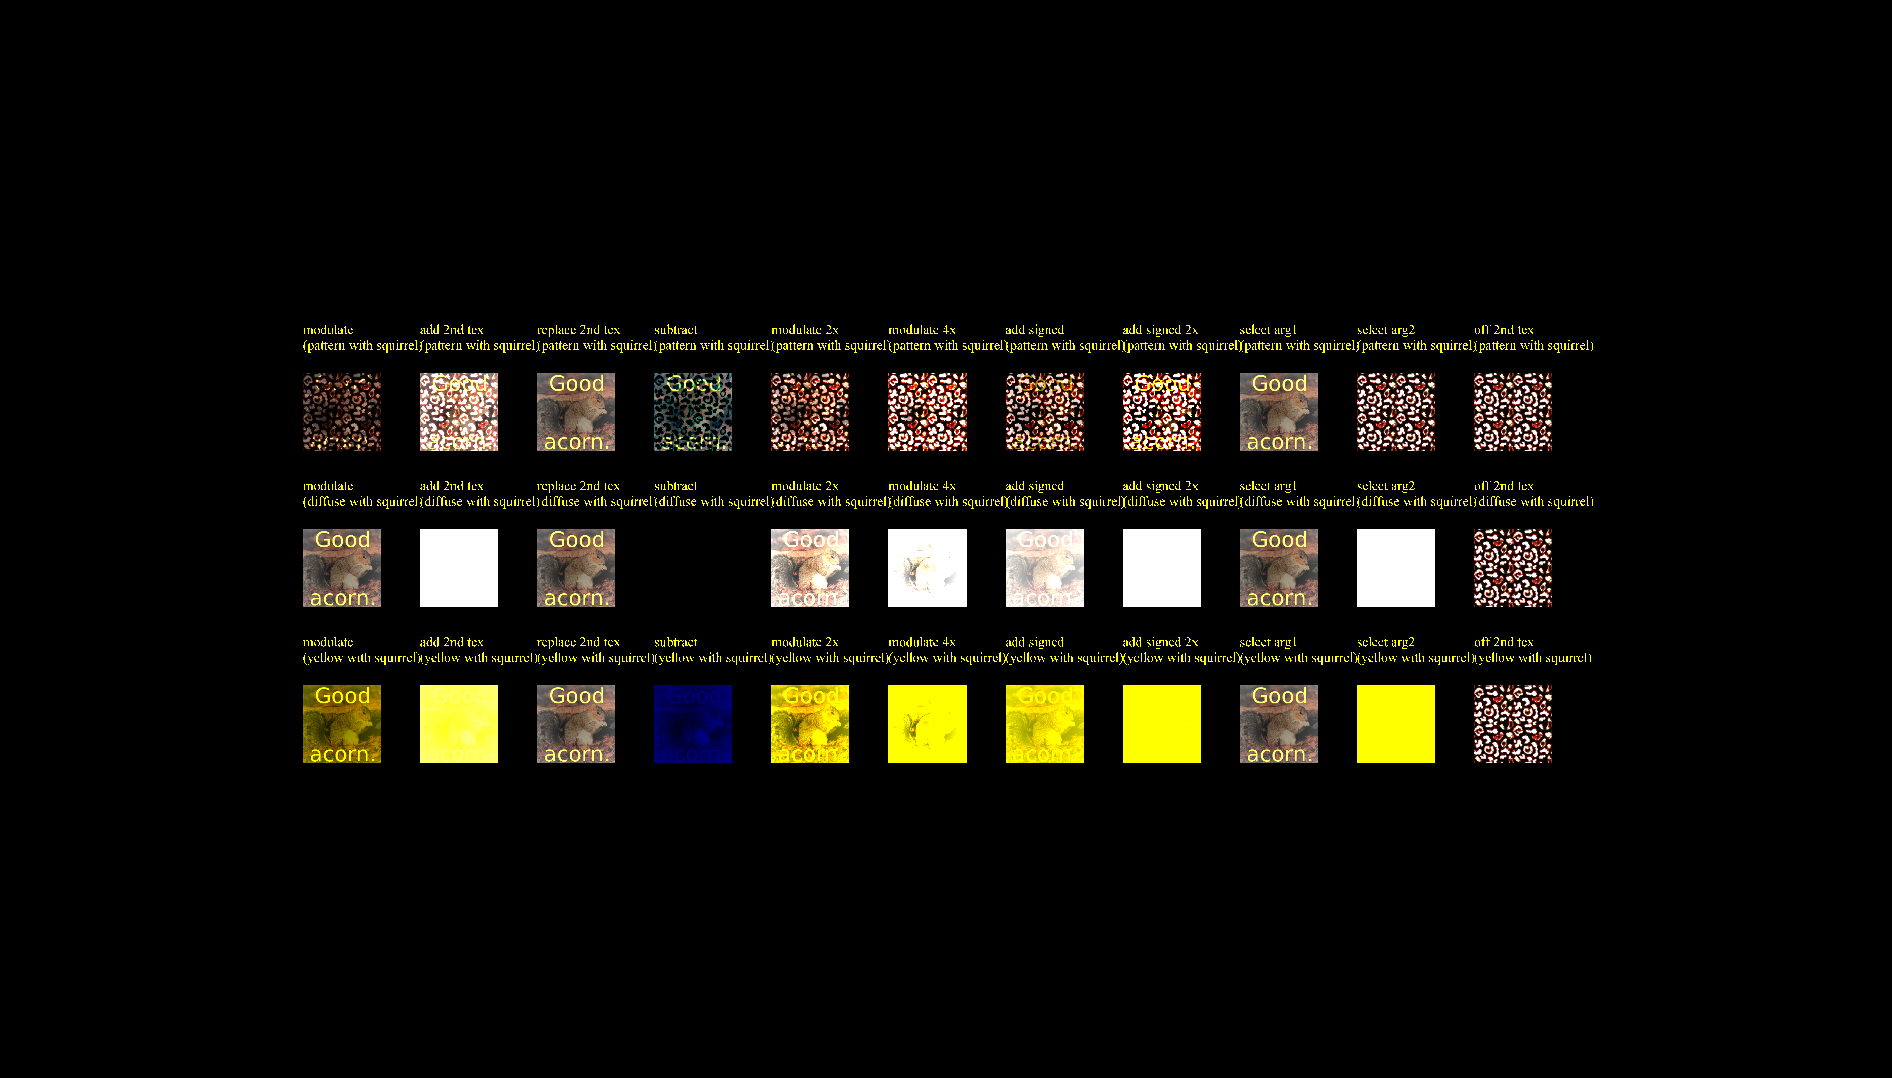 modulate add 2nd tex replace 2nd tex subtract modulate 2x modulate 4x add signed add signed 2x select arg1 select arg2 off 2nd tex
(pattern with squirrel) (pattern with squirrel) (pattern with squirrel) (pattern with squirrel) (pattern with squirrel) (pattern with squirrel) (pattern with squirrel) (pattern with squirrel) (pattern with squirrel) (pattern with squirrel) (pattern with squirrel)
Good Good Good Good Good Good
acorn. acorn. acorn. acorn. acorn. acorn. acorn.
modulate add 2nd tex replace 2nd tex subtract modulate 2x modulate 4x add signed add signed 2x select arg1 select arg2 off 2nd tex
(diffuse with squirrel) (diffuse with squirrel) (diffuse with squirrel) (diffuse with squirrel) (diffuse with squirrel) (diffuse with squirrel) (diffuse with squirrel) (diffuse with squirrel) (diffuse with squirrel) (diffuse with squirrel) (diffuse with squirrel)
Good Good Good Good Good
acorn. acorn. acorn. acorn. acorn.
modulate add 2nd tex replace 2nd tex subtract modulate 2x modulate 4x add signed add signed 2x select arg1 select arg2 off 2nd tex
(yellow with squirrel) (yellow with squirrel) (yellow with squirrel) (yellow with squirrel) (yellow with squirrel) (yellow with squirrel) (yellow with squirrel) (yellow with squirrel) (yellow with squirrel) (yellow with squirrel) (yellow with squirrel)
Good Good Good Good Good Good Good
acorn. acorn. acorn. acorn. acorn. acorn. acorn.